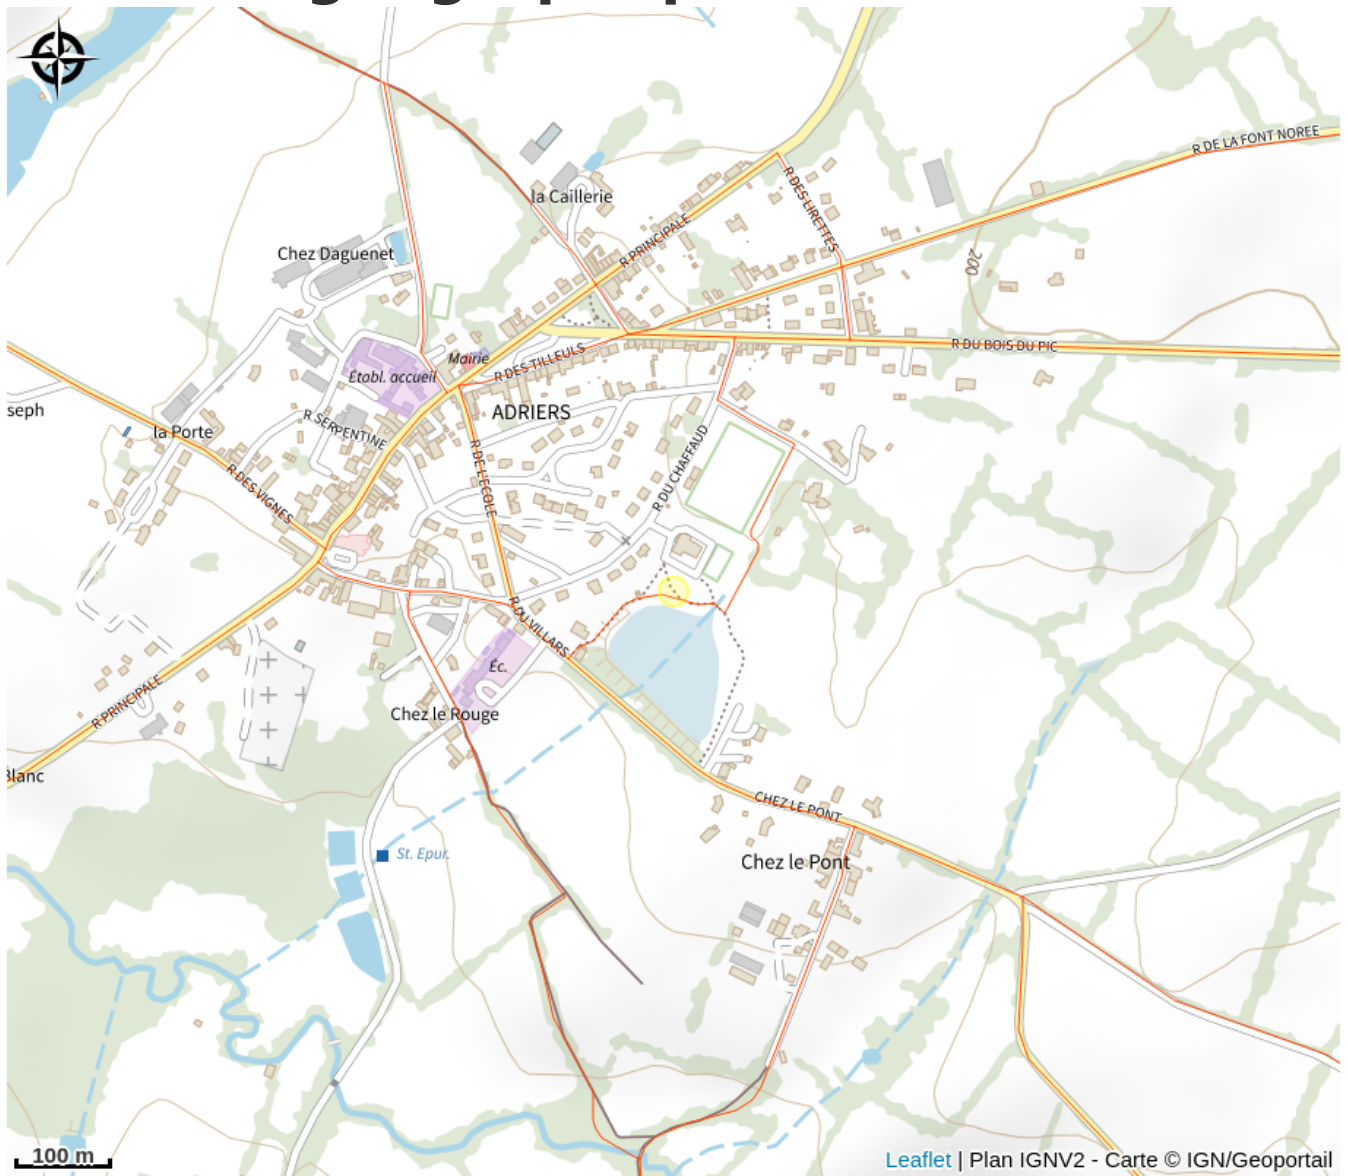 R DE LA FONT NOREE
R DES LIRETTES
la Caillerie
R PRINCIPALE
Chez Daguenet
200
R DU BOIS DU PIC
Mairie
R DES TILLEULS
Établ. accueil
ADRIERS
seph
R SERPENTINE
la Porte
R DE L'ECOLE
R DU CHAFFAUD
R DES VIGNES
R DU VILLARS
Éc.
R PRINCIPALE
Chez le Rouge
Blanc
CHEZ LE PONT
St. Epur.
Chez le Pont
100 m
Leaflet | Plan IGNV2 - Carte © IGN/Geoportail